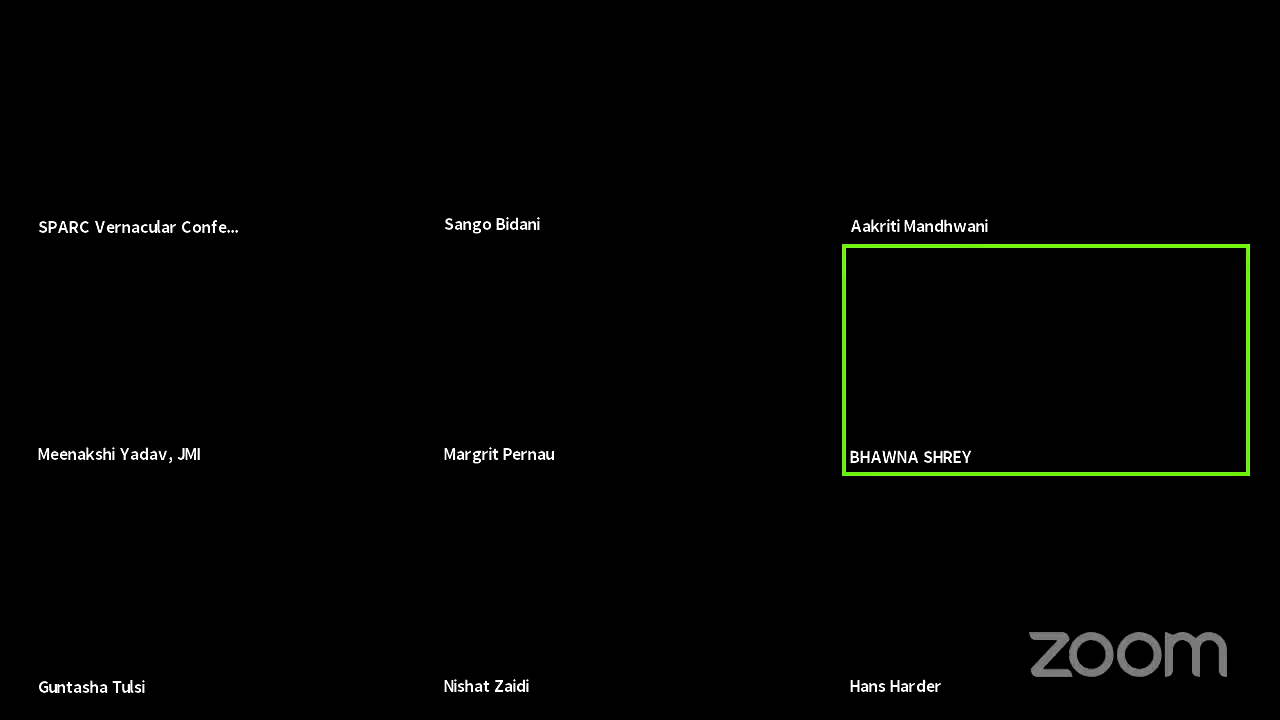 SPARC Vernacular Confe...
Sango Bidani
Aakriti Mandhwani
Meenakshi Yadav, JMI
Margrit Pernau
BHAWNA SHREY
Guntasha Tulsi
Nishat Zaidi
Hans Harder
zoom